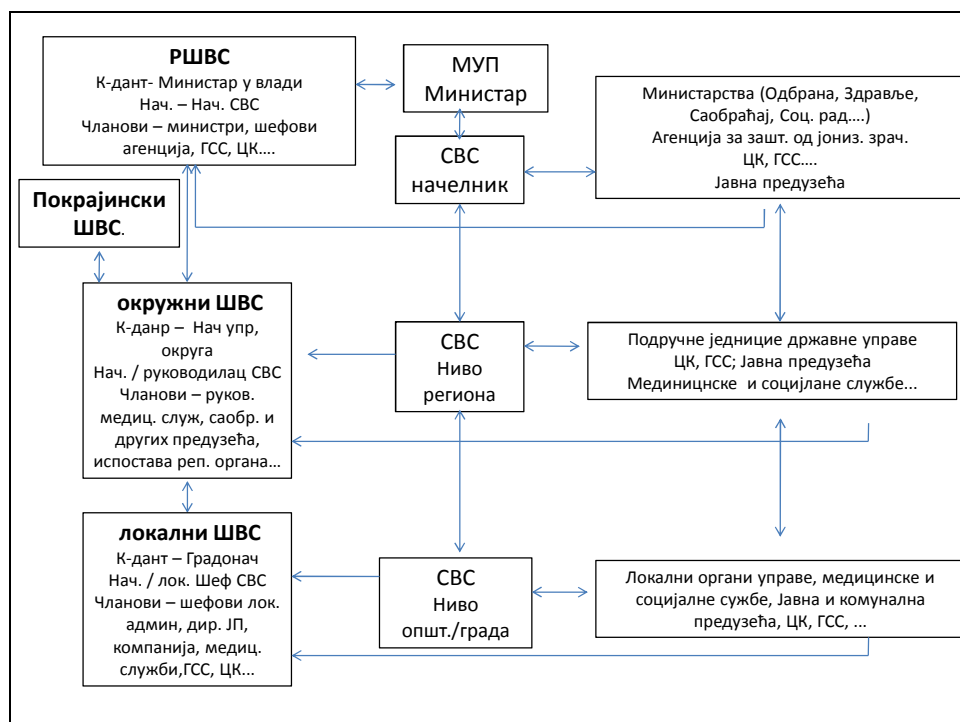 РШВС
К-дант- Министар у влади
Нач. – Нач. СВС
Чланови – министри, шефови
агенција, ГСС, ЦК….
МУП
Министар
Министарства (Одбрана, Здравље,
Саобраћај, Соц. рад….)
Агенција за зашт. од јониз. зрач.
ЦК, ГСС….
Јавна предузећа
СВС
начелник
Покрајински
ШВС.
окружни ШВС
К-данр – Нач упр,
округа
Нач. / руководилац СВС
Чланови – руков.
медиц. служ, саобр. и
других предузећа,
испостава реп. органа…
СВС
Ниво
региона
Подручне једниције државне управе
ЦК, ГСС; Јавна предузећа
Мединицнске и социјлане службе...
локални ШВС
К-дант – Градонач
Нач. / лок. Шеф СВС
Чланови – шефови лок.
админ, дир. ЈП,
компанија, медиц.
служби,ГСС, ЦК...
СВС
Ниво
општ./града
Локални органи управе, медицинске и
социјалне сужбе, Јавна и комунална
предузећа, ЦК, ГСС, ...